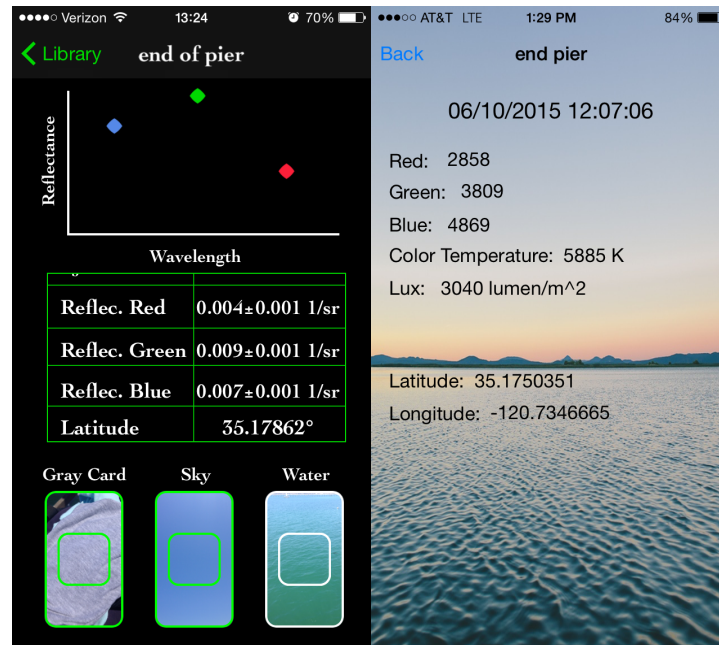 Verizon 13:24 70%
Library end of pier
Reflectance
Wavelength
Reflec. Red 0.004±0.001 1/sr
Reflec. Green 0.009±0.001 1/sr
Reflec. Blue 0.007±0.001 1/sr
Latitude 35.17862°
Gray Card Sky Water
AT&T LTE 1:29 PM 84%
Back end pier
06/10/2015 12:07:06
Red: 2858
Green: 3809
Blue: 4869
Color Temperature: 5885 K
Lux: 3040 lumen/m^2
Latitude: 35.1750351
Longitude: -120.7346665